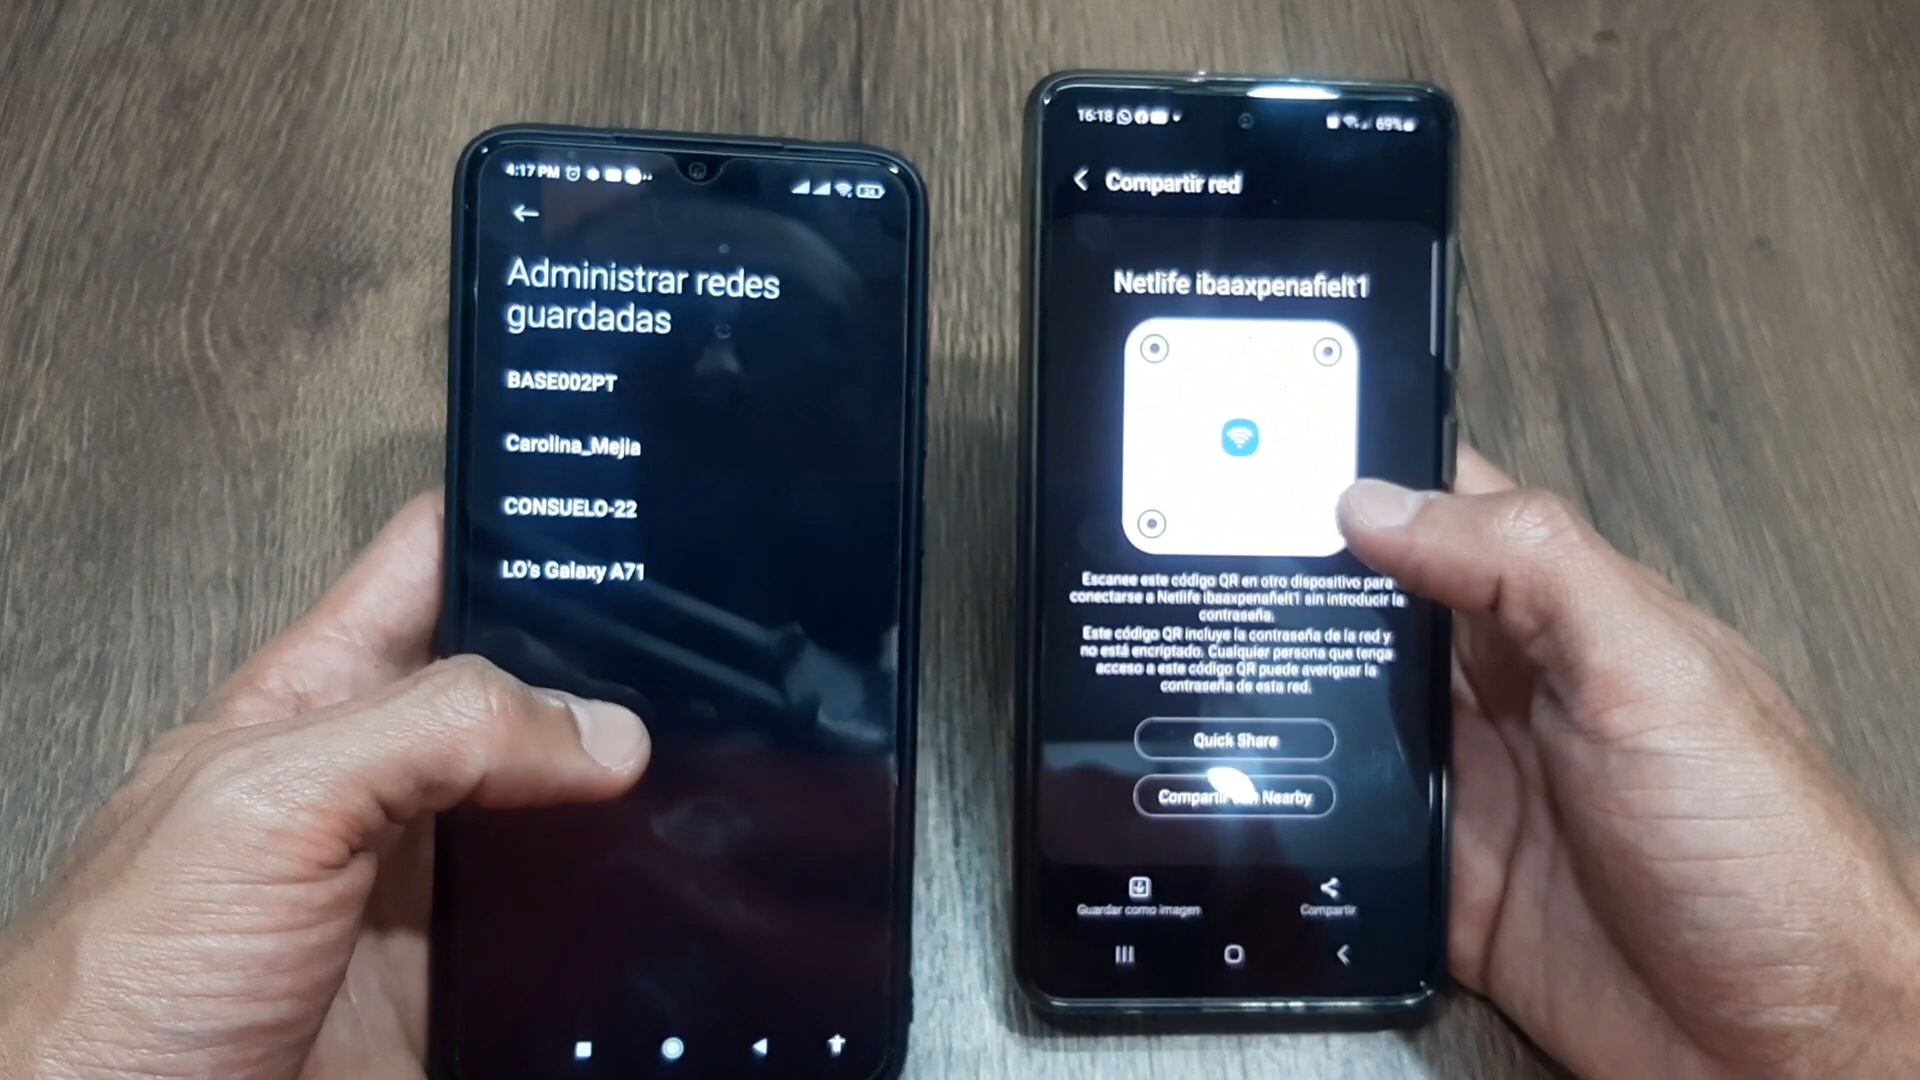 4:17 PM
Administrar redes
guardadas
BASE002PT
Carolina_Mejia
CONSUELO-22
LO's Galaxy A71
16:18
69%
Compartir red
Netlife ibaaxpenafielt1
Escanee este código QR en otro dispositivo para
conectarse a Netlife ibaaxpenafielt1 sin introducir la
contraseña.
Este código QR incluye la contraseña de la red y
no está encriptado. Cualquier persona que tenga
acceso a este código QR puede averiguar la
contraseña de esta red.
Quick Share
Compartir con Nearby
Guardar como imagen
Compartir